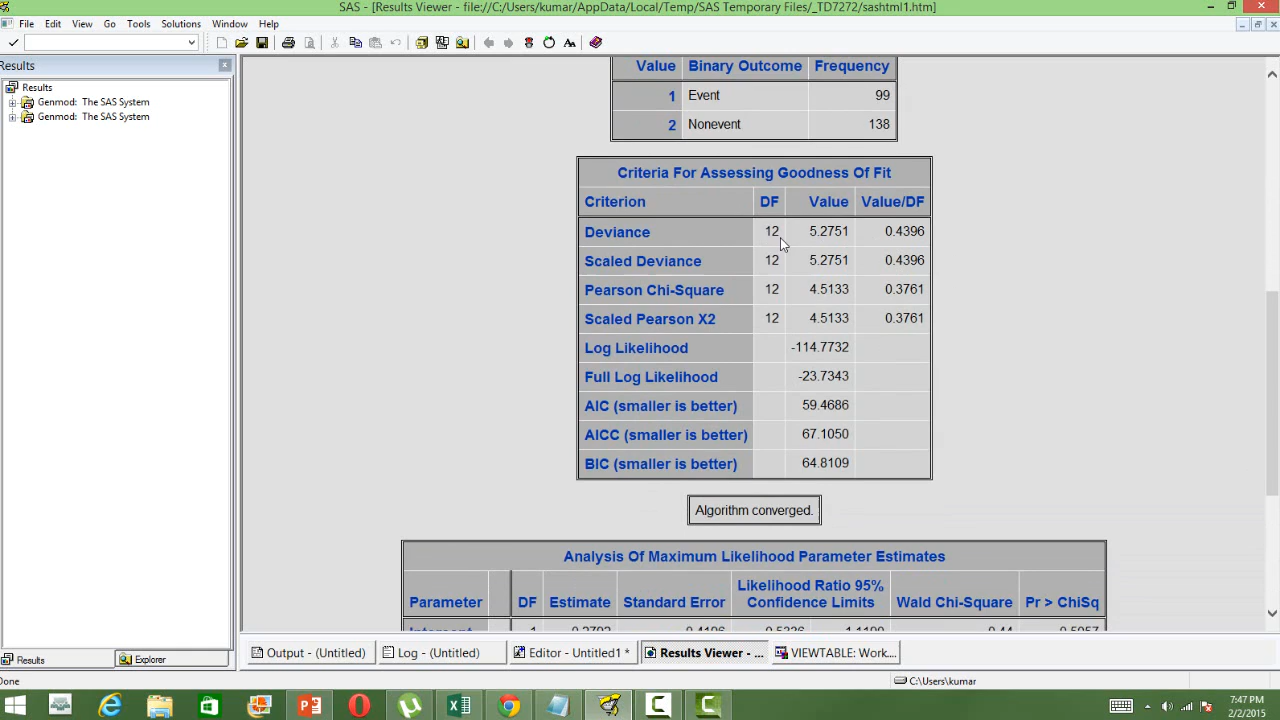 SAS - [Results Viewer - file://C:/Users/kumar/AppData/Local/Temp/SAS Temporary Files/_TD7272/sashtml1.htm]
File Edit View Go Tools Solutions Window Help
Results
Results
Genmod: The SAS System
Genmod: The SAS System
Value Binary Outcome Frequency
1 Event 99
2 Nonevent 138
Criteria For Assessing Goodness Of Fit
Criterion DF Value Value/DF
Deviance 12 5.2751 0.4396
Scaled Deviance 12 5.2751 0.4396
Pearson Chi-Square 12 4.5133 0.3761
Scaled Pearson X2 12 4.5133 0.3761
Log Likelihood -114.7732
Full Log Likelihood -23.7343
AIC (smaller is better) 59.4686
AICC (smaller is better) 67.1050
BIC (smaller is better) 64.8109
Algorithm converged.
Analysis Of Maximum Likelihood Parameter Estimates
Parameter DF Estimate Standard Error Likelihood Ratio 95% Confidence Limits Wald Chi-Square Pr > ChiSq
Results Explorer
Output - (Untitled) Log - (Untitled) Editor - Untitled1 * Results Viewer - ... VIEWTABLE: Work...
Done C:\Users\kumar
7:47 PM
2/2/2015